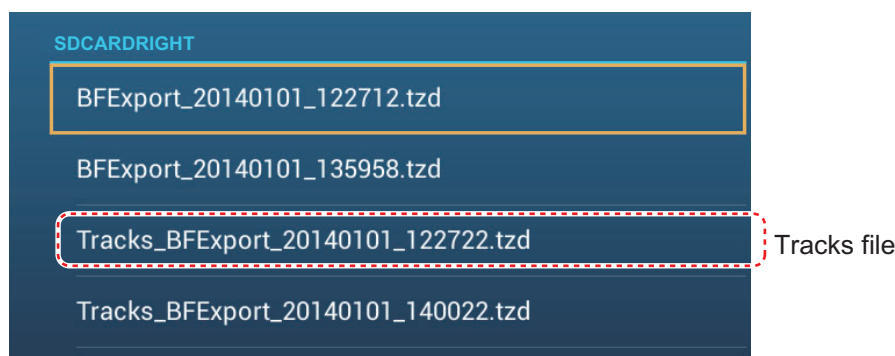 SDCARDRIGHT
BFExport_20140101_122712.tzd
BFExport_20140101_135958.tzd
Tracks_BFExport_20140101_122722.tzd
Tracks file
Tracks_BFExport_20140101_140022.tzd